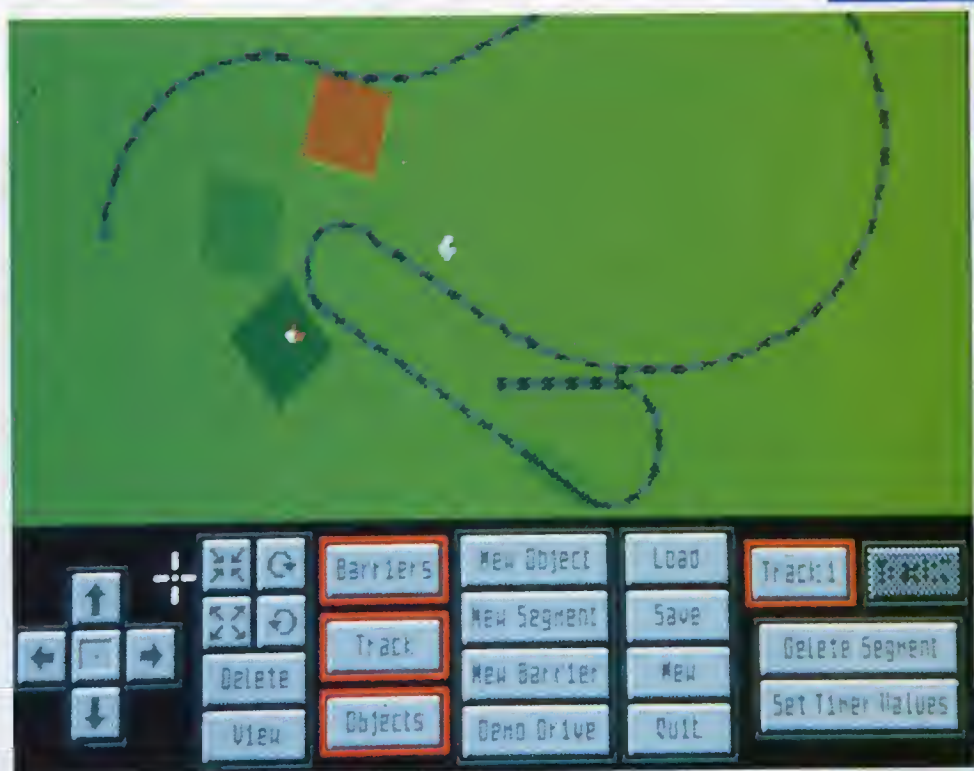 Barriers
Track
Objects
Delete
View
New Object
New Segment
New Barrier
Demo Drive
Load
Save
New
Quit
Track:1
Delete Segment
Set Timer Values